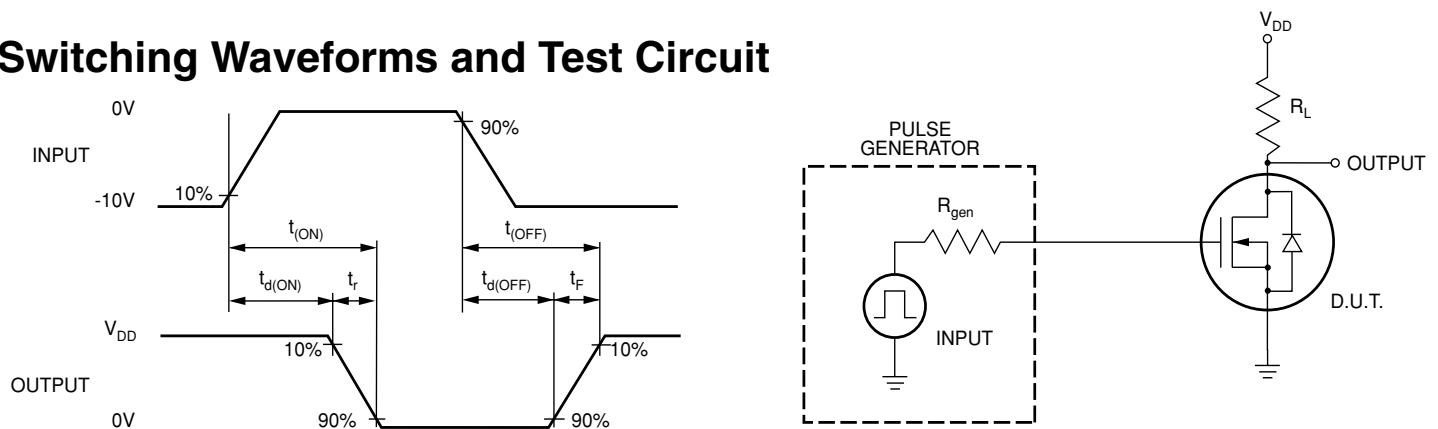 Switching Waveforms and Test Circuit
0V
INPUT
-10V
10%
90%
t(ON)
t(OFF)
td(ON)
tr
td(OFF)
tF
VDD
OUTPUT
0V
10%
90%
10%
90%
VDD
RL
OUTPUT
PULSE
GENERATOR
Rgen
INPUT
D.U.T.